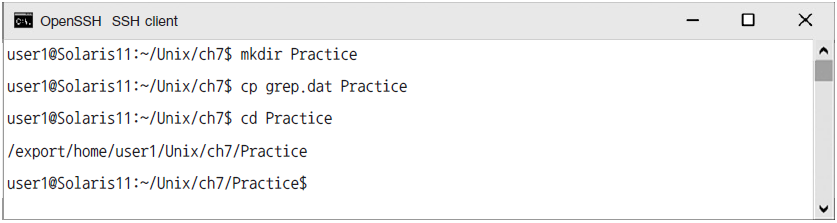 OpenSSH SSH client
user1@Solaris11:~/Unix/ch7$ mkdir Practice
user1@Solaris11:~/Unix/ch7$ cp grep.dat Practice
user1@Solaris11:~/Unix/ch7$ cd Practice
/export/home/user1/Unix/ch7/Practice
user1@Solaris11:~/Unix/ch7/Practice$